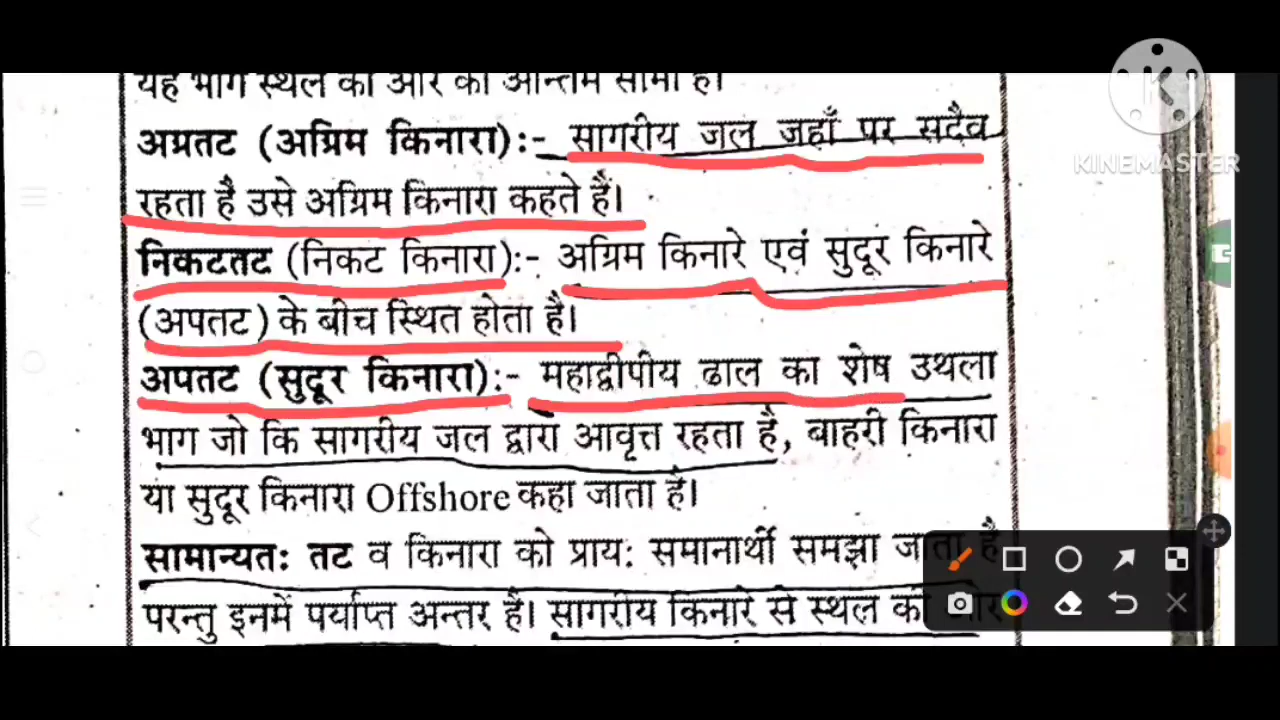 यह भाग स्थल की ओर की अन्तिम सीमा है।
अग्रतट (अग्रिम किनारा):- सागरीय जल जहाँ पर सदैव
रहता है उसे अग्रिम किनारा कहते हैं।
निकटतट (निकट किनारा):- अग्रिम किनारे एवं सुदूर किनारे
(अपतट) के बीच स्थित होता है।
अपतट (सुदूर किनारा):- महाद्वीपीय ढाल का शेष उथला
भाग जो कि सागरीय जल द्वारा आवृत्त रहता है, बाहरी किनारा
या सुदूर किनारा Offshore कहा जाता है।
सामान्यतः तट व किनारा को प्रायः समानार्थी समझा जाता है
परन्तु इनमें पर्याप्त अन्तर है। सागरीय किनारे से स्थल की ओर
KINEMASTER